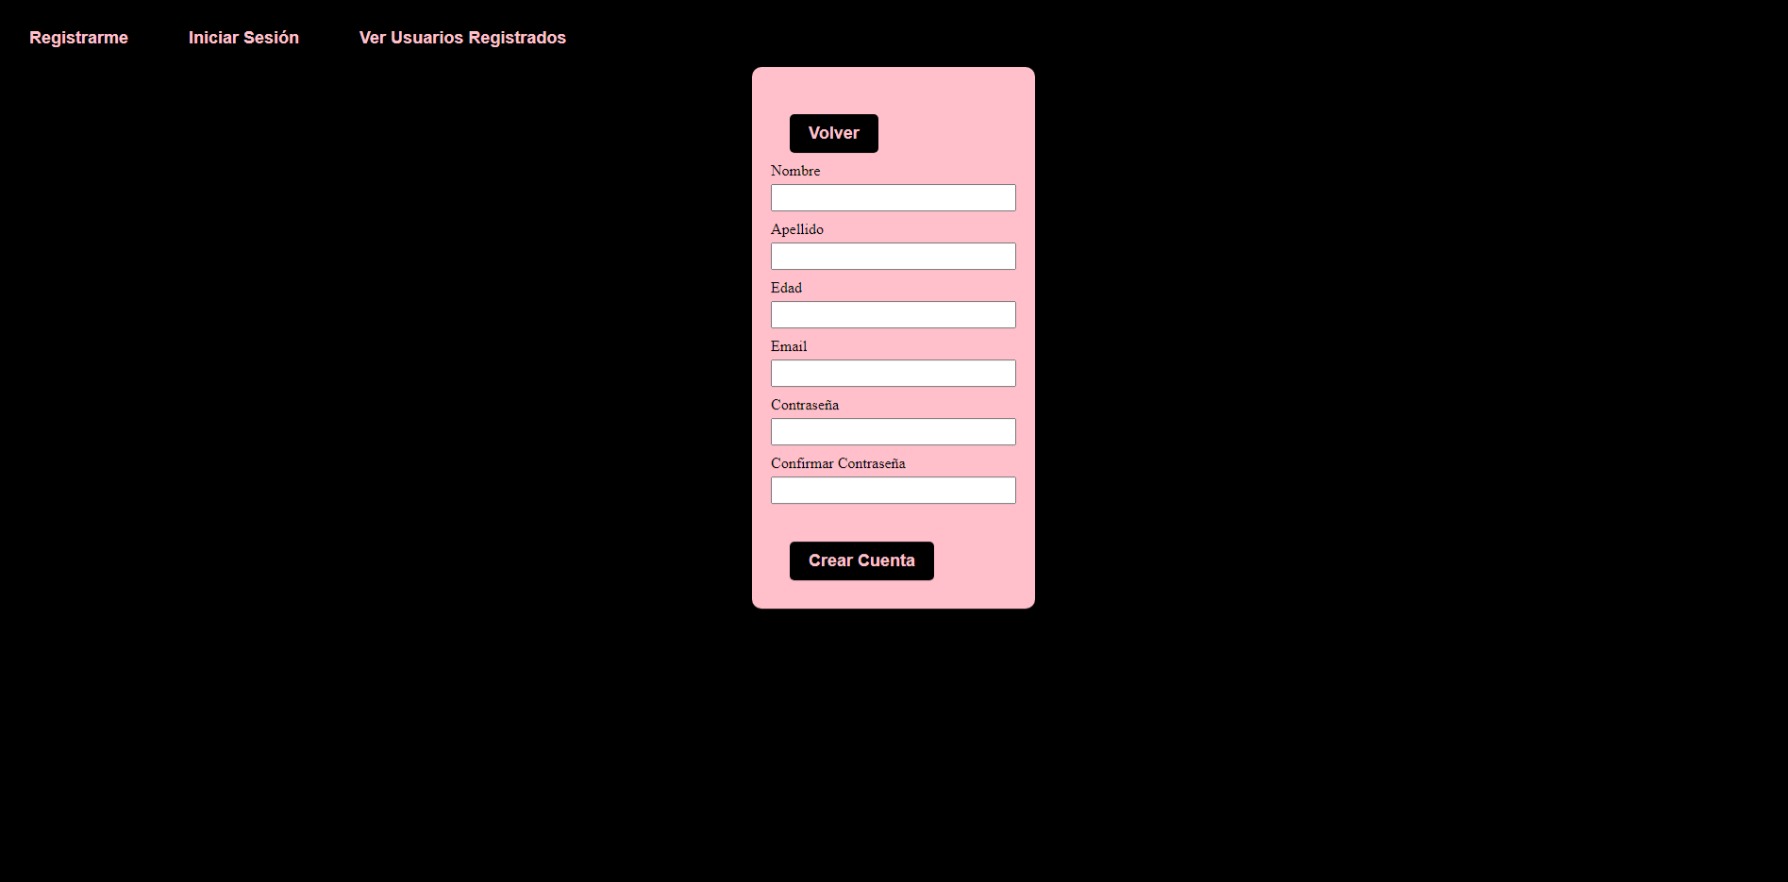 Registrarme Iniciar Sesión Ver Usuarios Registrados
Volver
Nombre
Apellido
Edad
Email
Contraseña
Confirmar Contraseña
Crear Cuenta